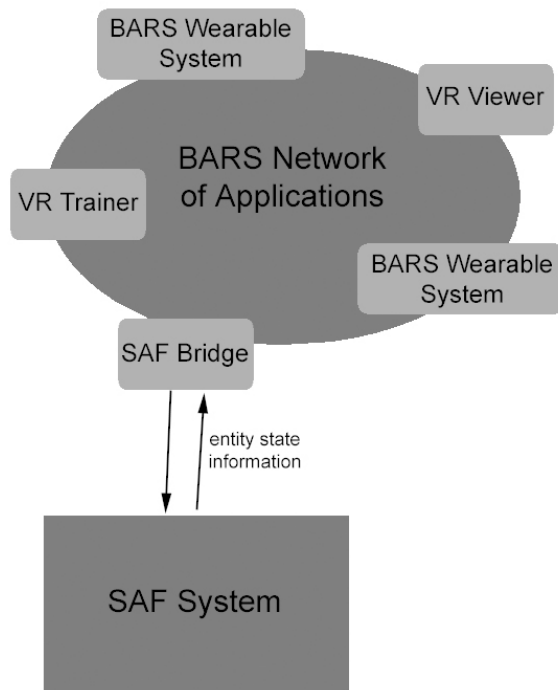 BARS Wearable
System
VR Viewer
BARS Network
of Applications
VR Trainer
BARS Wearable
System
SAF Bridge
entity state
information
SAF System